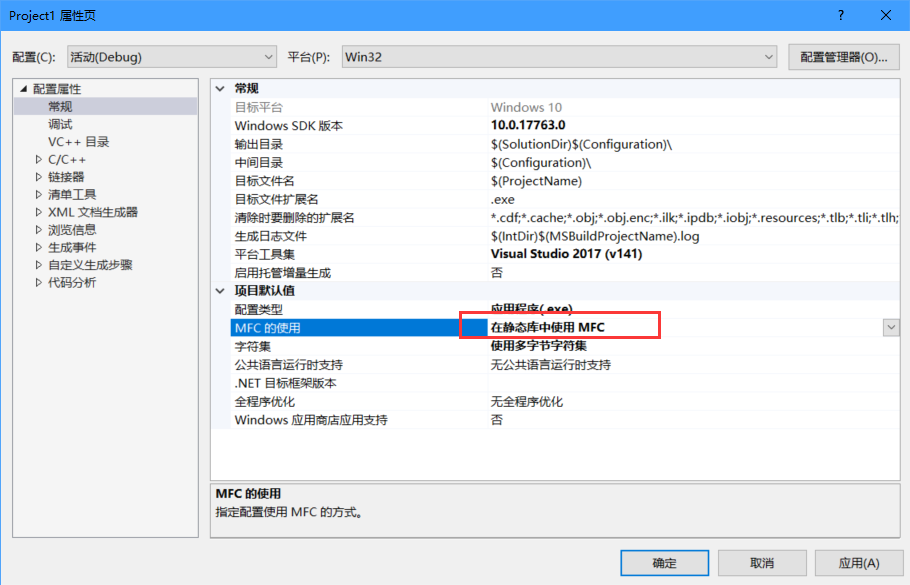 Project1 属性页
?
配置(C): 活动(Debug) 平台(P): Win32 配置管理器(O)...
配置属性
常规
调试
VC++ 目录
C/C++
链接器
清单工具
XML 文档生成器
浏览信息
生成事件
自定义生成步骤
代码分析
常规
目标平台 Windows 10
Windows SDK 版本 10.0.17763.0
输出目录 $(SolutionDir)$(Configuration)\
中间目录 $(Configuration)\
目标文件名 $(ProjectName)
目标文件扩展名 .exe
清除时要删除的扩展名 *.cdf;*.cache;*.obj;*.obj.enc;*.ilk;*.ipdb;*.iobj;*.resources;*.tlb;*.tli;*.tlh;
生成日志文件 $(IntDir)$(MSBuildProjectName).log
平台工具集 Visual Studio 2017 (v141)
启用托管增量生成 否
项目默认值
配置类型 应用程序(.exe)
MFC 的使用 在静态库中使用 MFC
字符集 使用多字节字符集
公共语言运行时支持 无公共语言运行时支持
.NET 目标框架版本
全程序优化 无全程序优化
Windows 应用商店应用支持 否
MFC 的使用
指定配置使用 MFC 的方式。
确定 取消 应用(A)